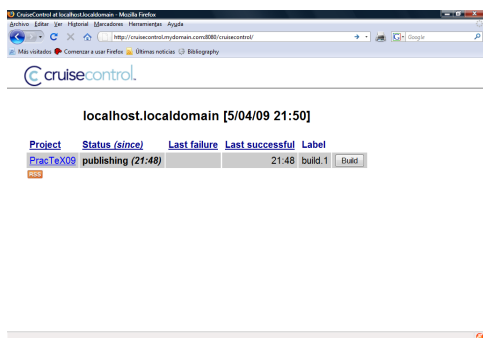 CruiseControl at localhost.localdomain - Mozilla Firefox
Archivo Editar Ver Historial Marcadores Herramientas Ayuda
http://cruisecontrol.mydomain.com:8080/cruisecontrol/
Google
Más visitados Comenzar a usar Firefox Últimas noticias Bibliography
cruisecontrol.
localhost.localdomain [5/04/09 21:50]
Project Status (since) Last failure Last successful Label
PracTeX09 publishing (21:48) 21:48 build.1 Build
RSS